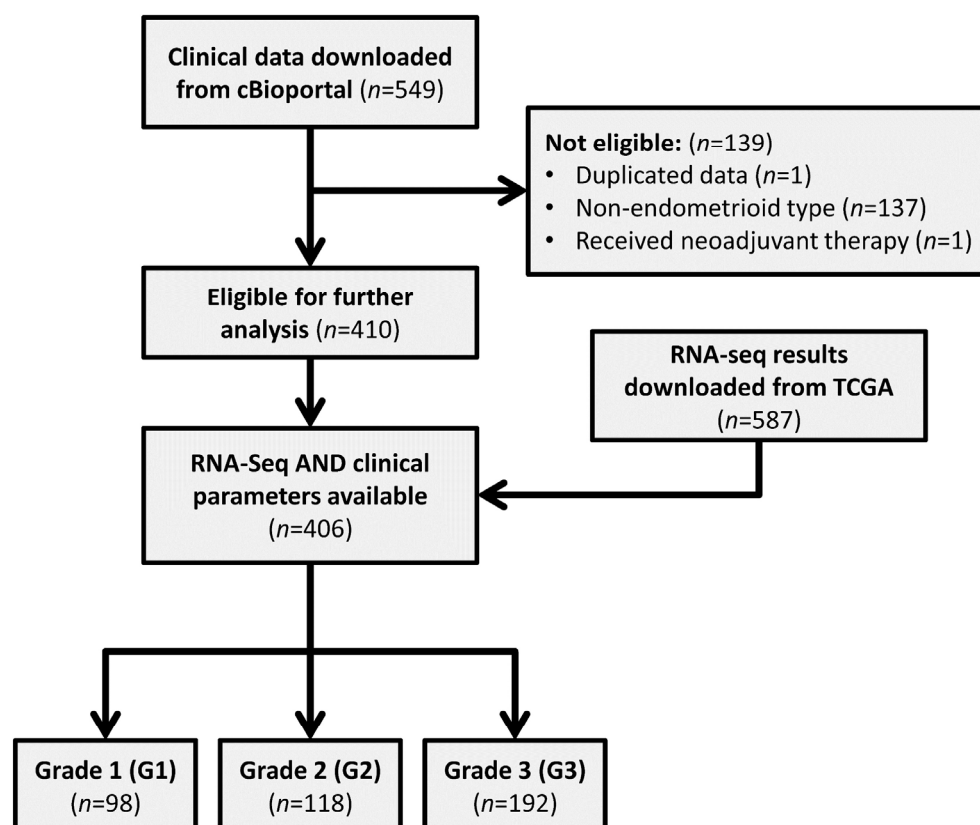 Clinical data downloaded
from cBioportal (n=549)
Not eligible: (n=139)
• Duplicated data (n=1)
• Non-endometrioid type (n=137)
• Received neoadjuvant therapy (n=1)
Eligible for further
analysis (n=410)
RNA-seq results
downloaded from TCGA
(n=587)
RNA-Seq AND clinical
parameters available
(n=406)
Grade 1 (G1)
(n=98)
Grade 2 (G2)
(n=118)
Grade 3 (G3)
(n=192)